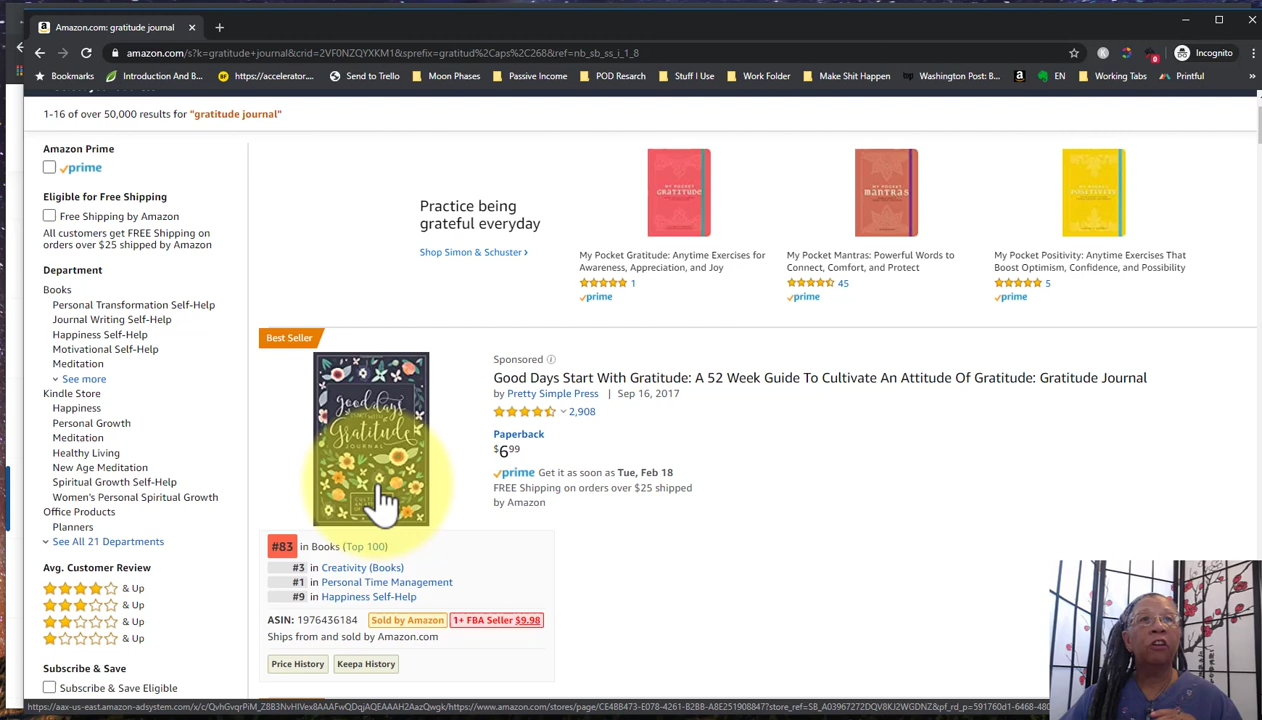 Amazon.com: gratitude journal
amazon.com/s?k=gratitude+journal&crid=2VF0NZQYXKM1&sprefix=gratitud%2Caps%2C268&ref=nb_sb_ss_i_1_8
Incognito
Bookmarks
Introduction And B...
https://accelerator....
Send to Trello
Moon Phases
Passive Income
POD Resarch
Stuff I Use
Work Folder
Make Shit Happen
Washington Post: B...
EN
Working Tabs
Printful
1-16 of over 50,000 results for "gratitude journal"
Amazon Prime
prime
Eligible for Free Shipping
Free Shipping by Amazon
All customers get FREE Shipping on
orders over $25 shipped by Amazon
Department
Books
Personal Transformation Self-Help
Journal Writing Self-Help
Happiness Self-Help
Motivational Self-Help
Meditation
See more
Kindle Store
Happiness
Personal Growth
Meditation
Healthy Living
New Age Meditation
Spiritual Growth Self-Help
Women's Personal Spiritual Growth
Office Products
Planners
See All 21 Departments
Avg. Customer Review
& Up
& Up
& Up
& Up
Subscribe & Save
Subscribe & Save Eligible
Practice being
grateful everyday
Shop Simon & Schuster ›
MY POCKET
GRATITUDE
My Pocket Gratitude: Anytime Exercises for
Awareness, Appreciation, and Joy
1
prime
MY POCKET
MANTRAS
My Pocket Mantras: Powerful Words to
Connect, Comfort, and Protect
45
prime
MY POCKET
POSITIVITY
My Pocket Positivity: Anytime Exercises That
Boost Optimism, Confidence, and Possibility
5
prime
Best Seller
good days
START WITH
Gratitude
JOURNAL
Sponsored
Good Days Start With Gratitude: A 52 Week Guide To Cultivate An Attitude Of Gratitude: Gratitude Journal
by Pretty Simple Press | Sep 16, 2017
2,908
Paperback
$6.99
prime Get it as soon as Tue, Feb 18
FREE Shipping on orders over $25 shipped
by Amazon
#83 in Books (Top 100)
#3 in Creativity (Books)
#1 in Personal Time Management
#9 in Happiness Self-Help
ASIN: 1976436184 Sold by Amazon 1+ FBA Seller $9.98
Ships from and sold by Amazon.com
Price History Keepa History